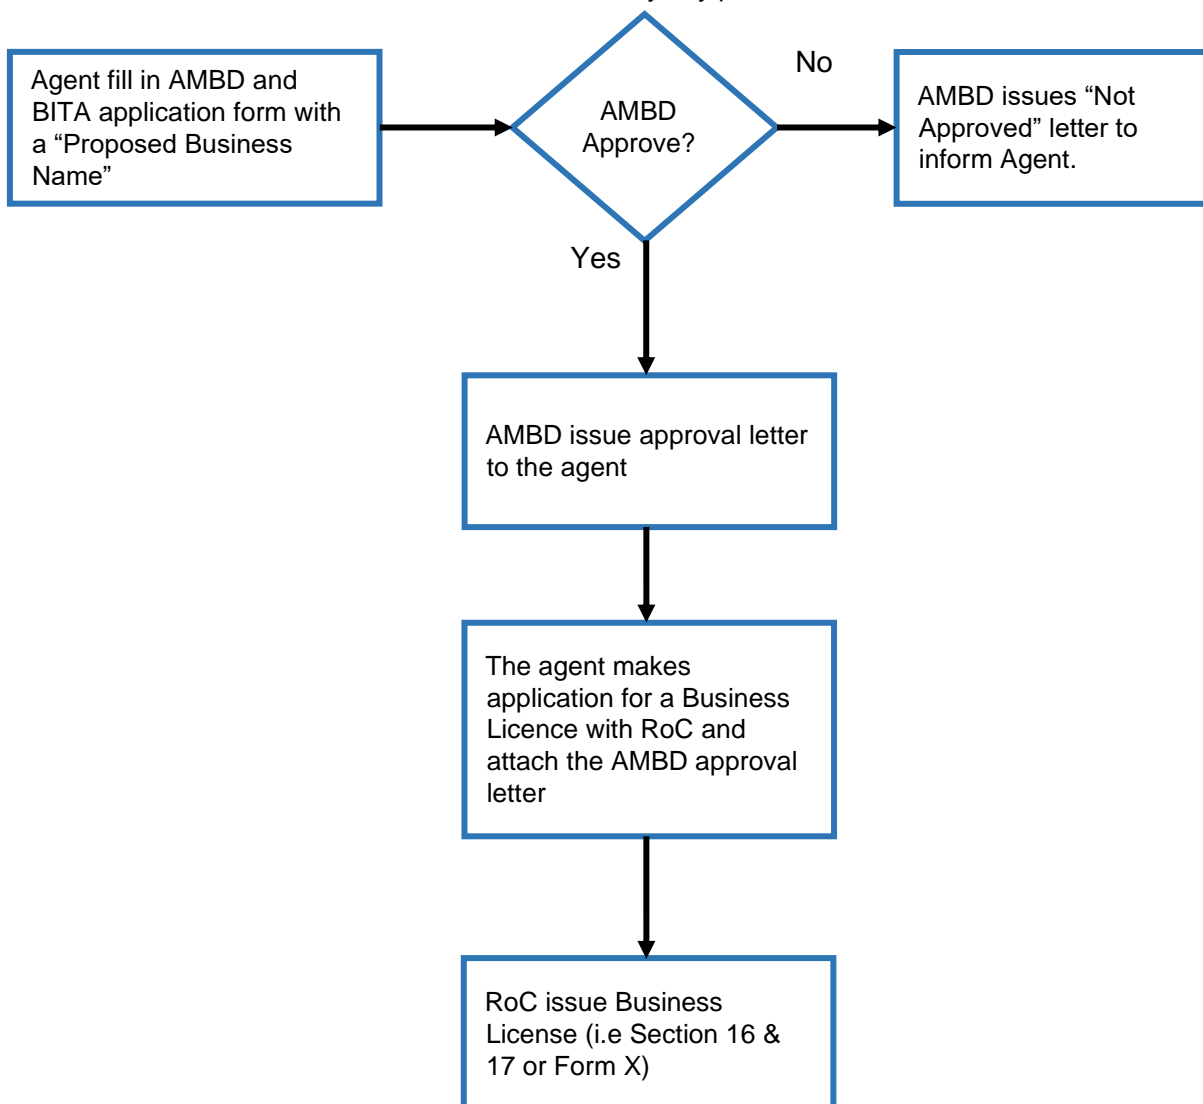 Agent fill in AMBD and
BITA application form with
a “Proposed Business
Name”
AMBD
Approve?
No
AMBD issues “Not
Approved” letter to
inform Agent.
Yes
AMBD issue approval letter
to the agent
The agent makes
application for a Business
Licence with RoC and
attach the AMBD approval
letter
RoC issue Business
License (i.e Section 16 &
17 or Form X)